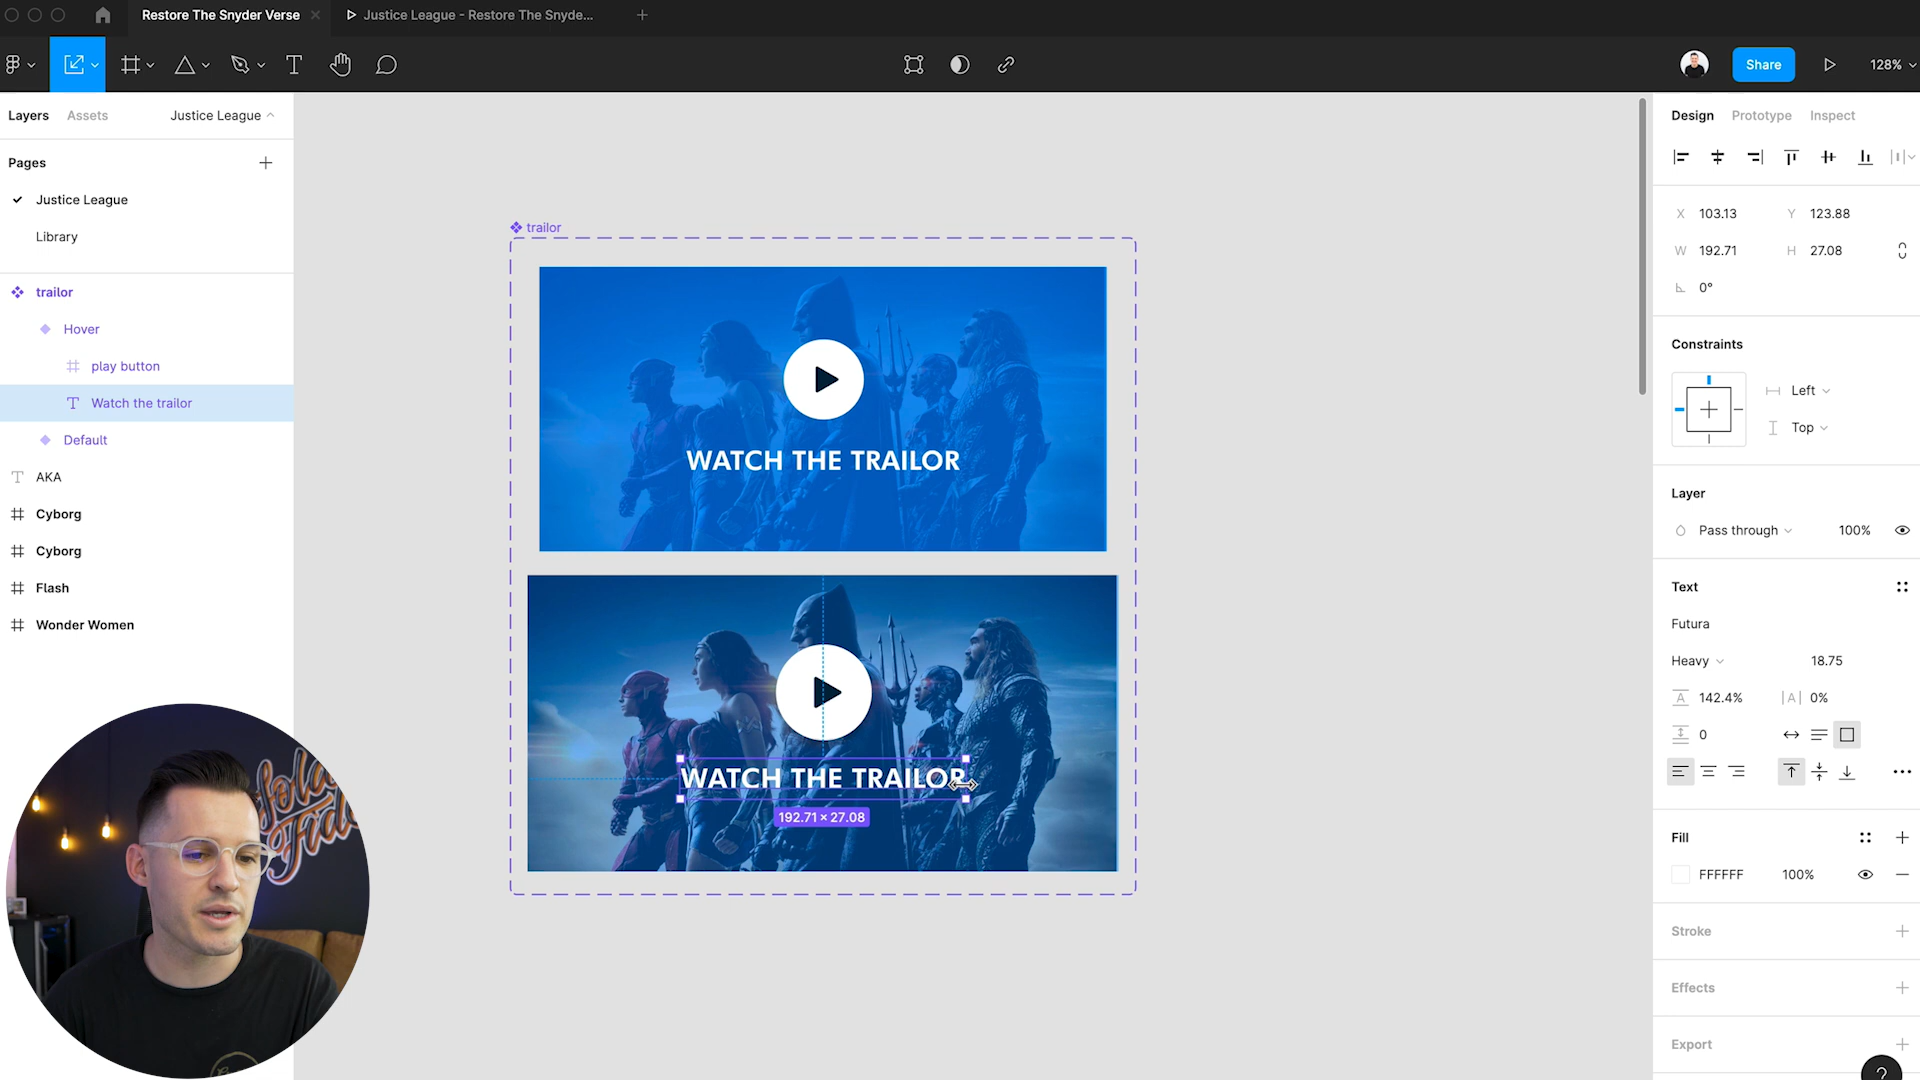 Restore The Snyder Verse
Justice League - Restore The Snyde...
Share
128%
Layers
Assets
Justice League
Pages
Justice League
Library
trailor
Hover
play button
Watch the trailor
Default
AKA
Cyborg
Cyborg
Flash
Wonder Women
trailor
WATCH THE TRAILOR
WATCH THE TRAILOR
192.71 × 27.08
Design
Prototype
Inspect
X 103.13 Y 123.88
W 192.71 H 27.08
0°
Constraints
Left
Top
Layer
Pass through 100%
Text
Futura
Heavy 18.75
A 142.4% |A| 0%
0
Fill
FFFFFF 100%
Stroke
Effects
Export
?